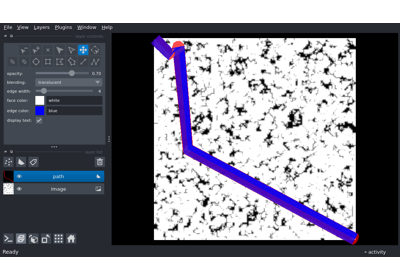 File View Layers Plugins Window Help
opacity: 0.70
blending: translucent
edge width:
face color: white
edge color: blue
display text:
path
Image
Ready
activity